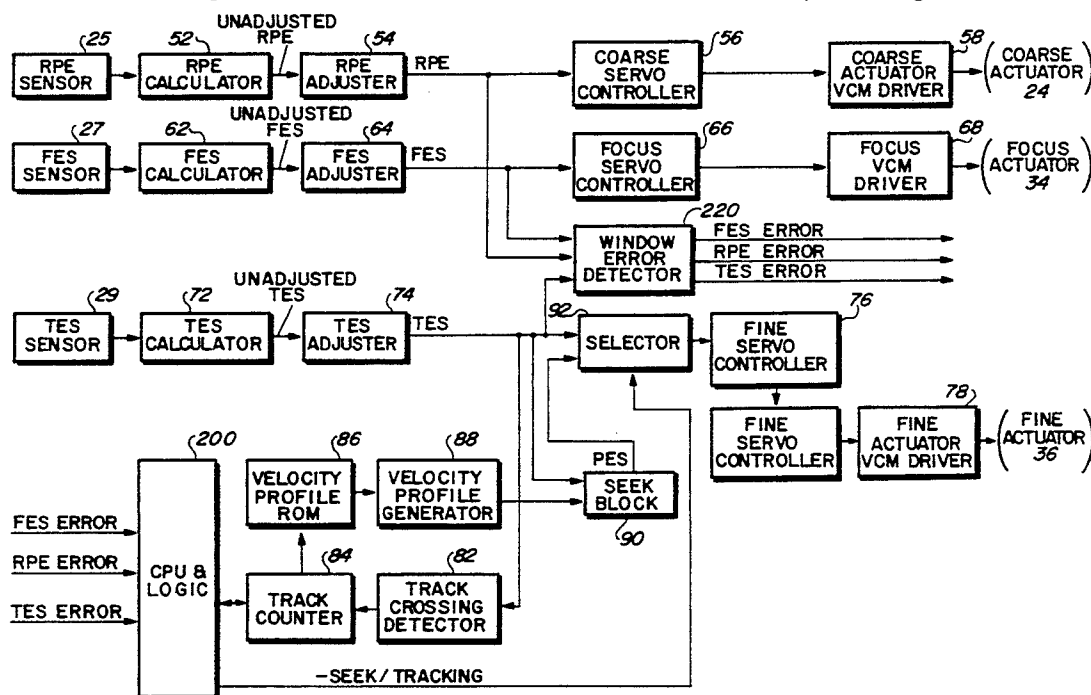 25
RPE
SENSOR
52
RPE
CALCULATOR
UNADJUSTED
RPE
54
RPE
ADJUSTER
RPE
56
COARSE
SERVO
CONTROLLER
58
COARSE
ACTUATOR
VCM DRIVER
COARSE
ACTUATOR
24
27
FES
SENSOR
62
FES
CALCULATOR
UNADJUSTED
FES
64
FES
ADJUSTER
FES
66
FOCUS
SERVO
CONTROLLER
68
FOCUS
VCM
DRIVER
FOCUS
ACTUATOR
34
220
WINDOW
ERROR
DETECTOR
FES ERROR
RPE ERROR
TES ERROR
29
TES
SENSOR
72
TES
CALCULATOR
UNADJUSTED
TES
74
TES
ADJUSTER
TES
92
SELECTOR
76
FINE
SERVO
CONTROLLER
FINE
SERVO
CONTROLLER
78
FINE
ACTUATOR
VCM DRIVER
FINE
ACTUATOR
36
200
CPU &
LOGIC
FES ERROR
RPE ERROR
TES ERROR
86
VELOCITY
PROFILE
ROM
88
VELOCITY
PROFILE
GENERATOR
PES
SEEK
BLOCK
90
84
TRACK
COUNTER
82
TRACK
CROSSING
DETECTOR
-SEEK/TRACKING